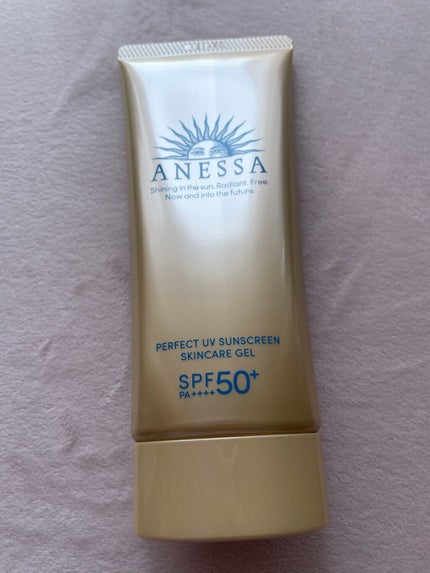 ANESSA
Shining in the sun. Radiant. Free.
Now and into the future.
PERFECT UV SUNSCREEN
SKINCARE GEL
SPF50+
PA++++